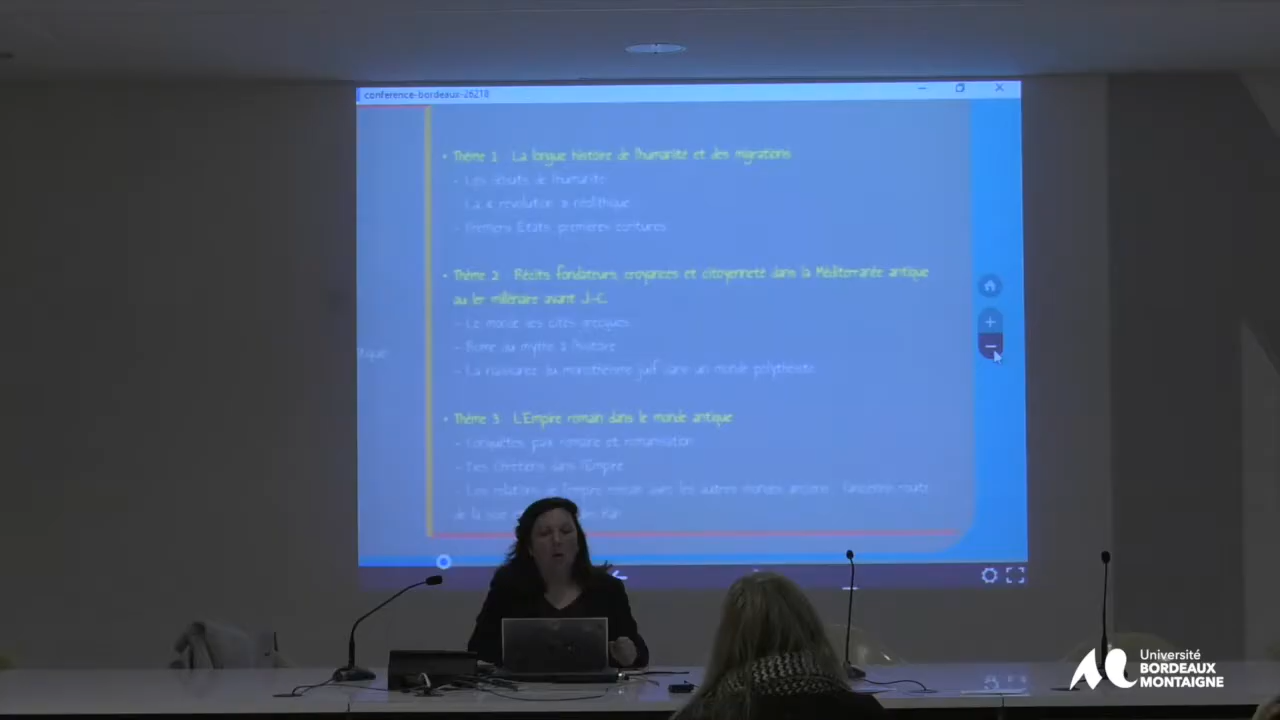 conference-bordeaux-26218
• Thème 1 La longue histoire de l'humanité et des migrations
- Les débuts de l'humanité
La « révolution » néolithique
- Premiers États, premières écritures
• Thème 2 Récits fondateurs, croyances et citoyenneté dans la Méditerranée antique
au Ier millénaire avant J.-C.
- Le monde des cités grecques
- Rome du mythe à l'histoire
- La naissance du monothéisme juif dans un monde polythéiste
tique
• Thème 3 L'Empire romain dans le monde antique
- Conquêtes, paix romaine et romanisation
- Des chrétiens dans l'Empire
- Les relations de l'empire romain avec les autres mondes anciens : l'ancienne route
de la soie
Université
BORDEAUX
MONTAIGNE